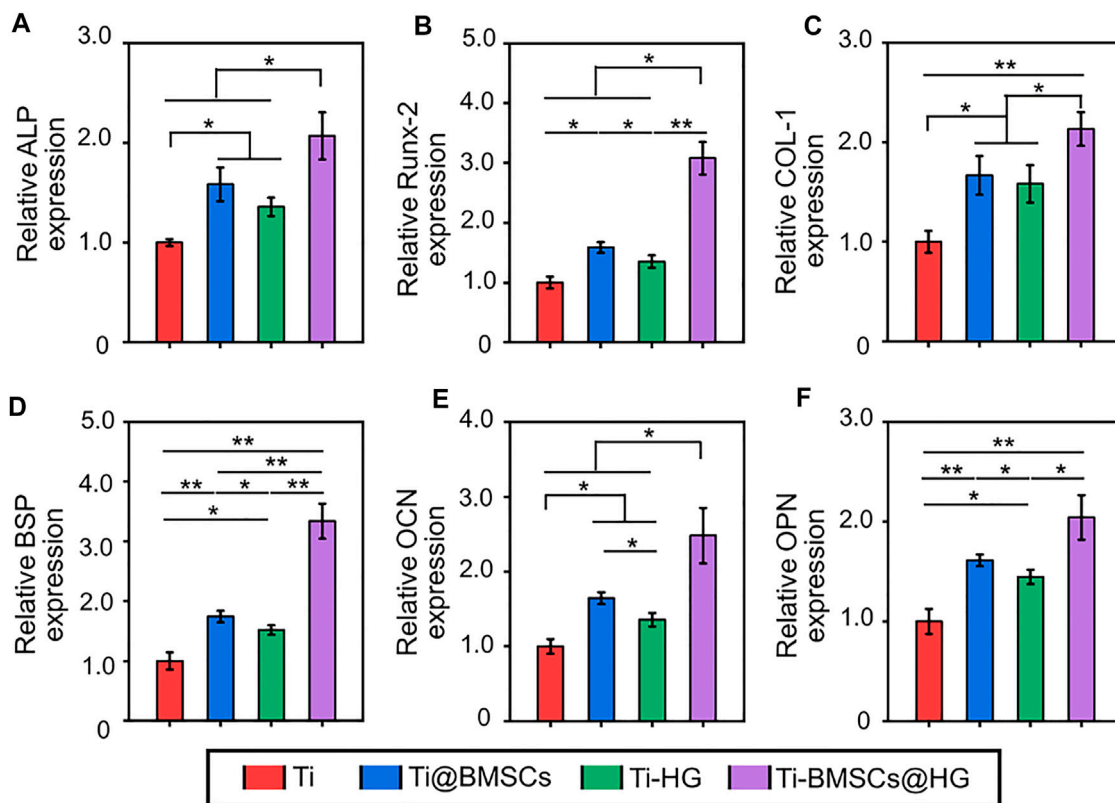 A
Relative ALP
expression
3.0
2.0
1.0
0
*
*
B
Relative Runx-2
expression
5.0
4.0
3.0
2.0
1.0
0
*
* * **
C
Relative COL-1
expression
3.0
2.0
1.0
0
**
*
*
D
Relative BSP
expression
5.0
4.0
3.0
2.0
1.0
0
**
**
** * **
*
E
Relative OCN
expression
4.0
3.0
2.0
1.0
0
*
*
*
F
Relative OPN
expression
3.0
2.0
1.0
0
**
** * *
*
Ti Ti@BMSCs Ti-HG Ti-BMSCs@HG